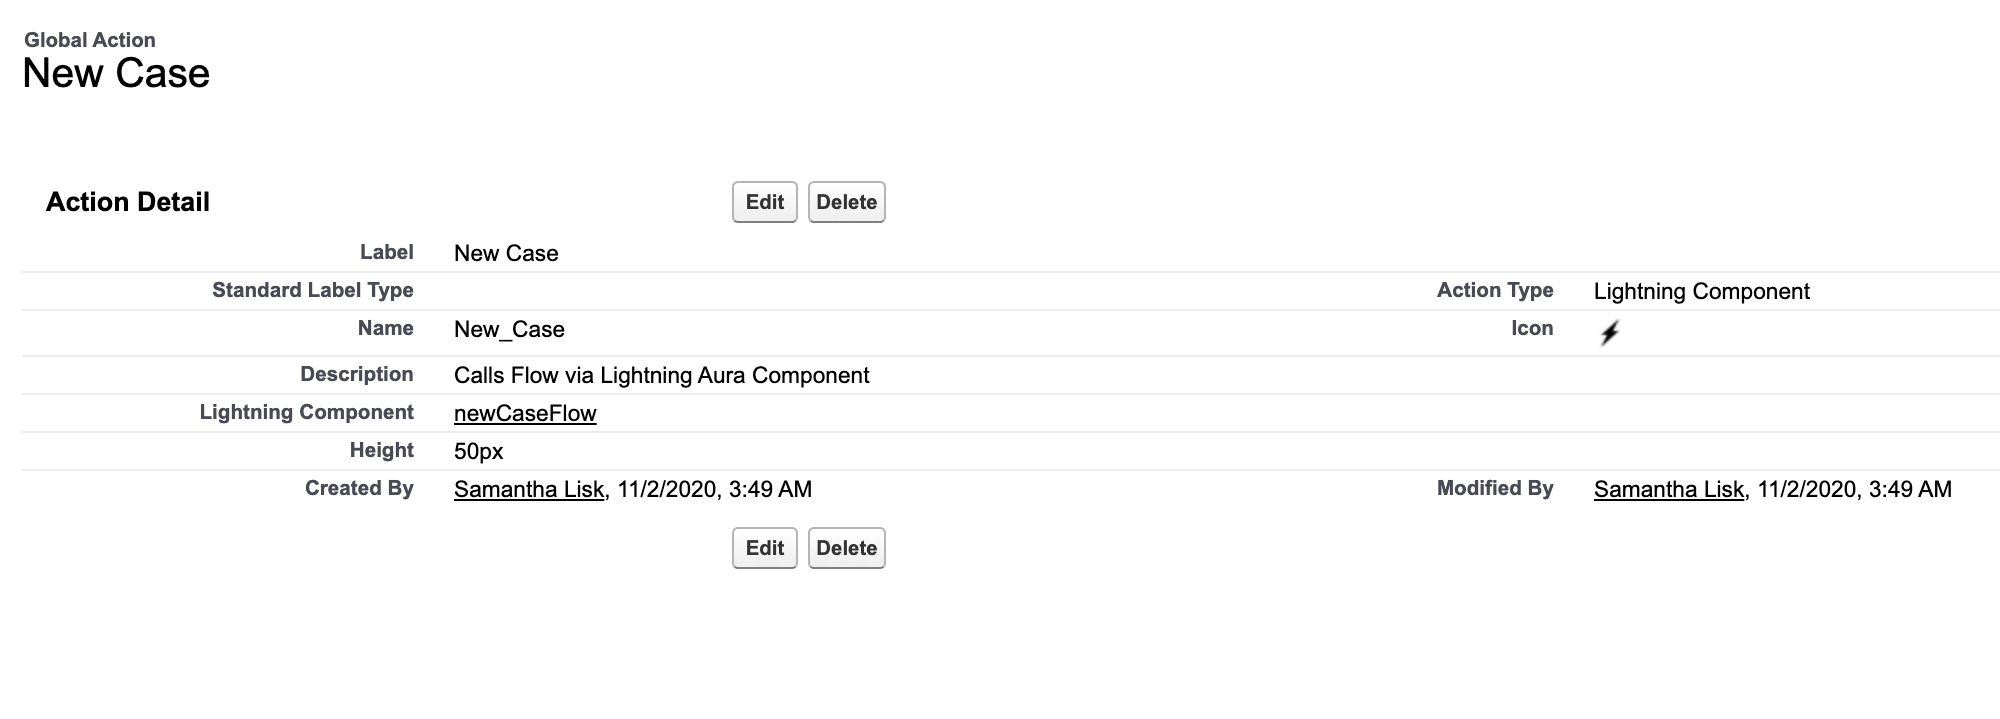 Global Action
New Case
Action Detail Edit Delete
Label New Case
Standard Label Type Action Type Lightning Component
Name New_Case Icon
Description Calls Flow via Lightning Aura Component
Lightning Component newCaseFlow
Height 50px
Created By Samantha Lisk, 11/2/2020, 3:49 AM Modified By Samantha Lisk, 11/2/2020, 3:49 AM
Edit Delete